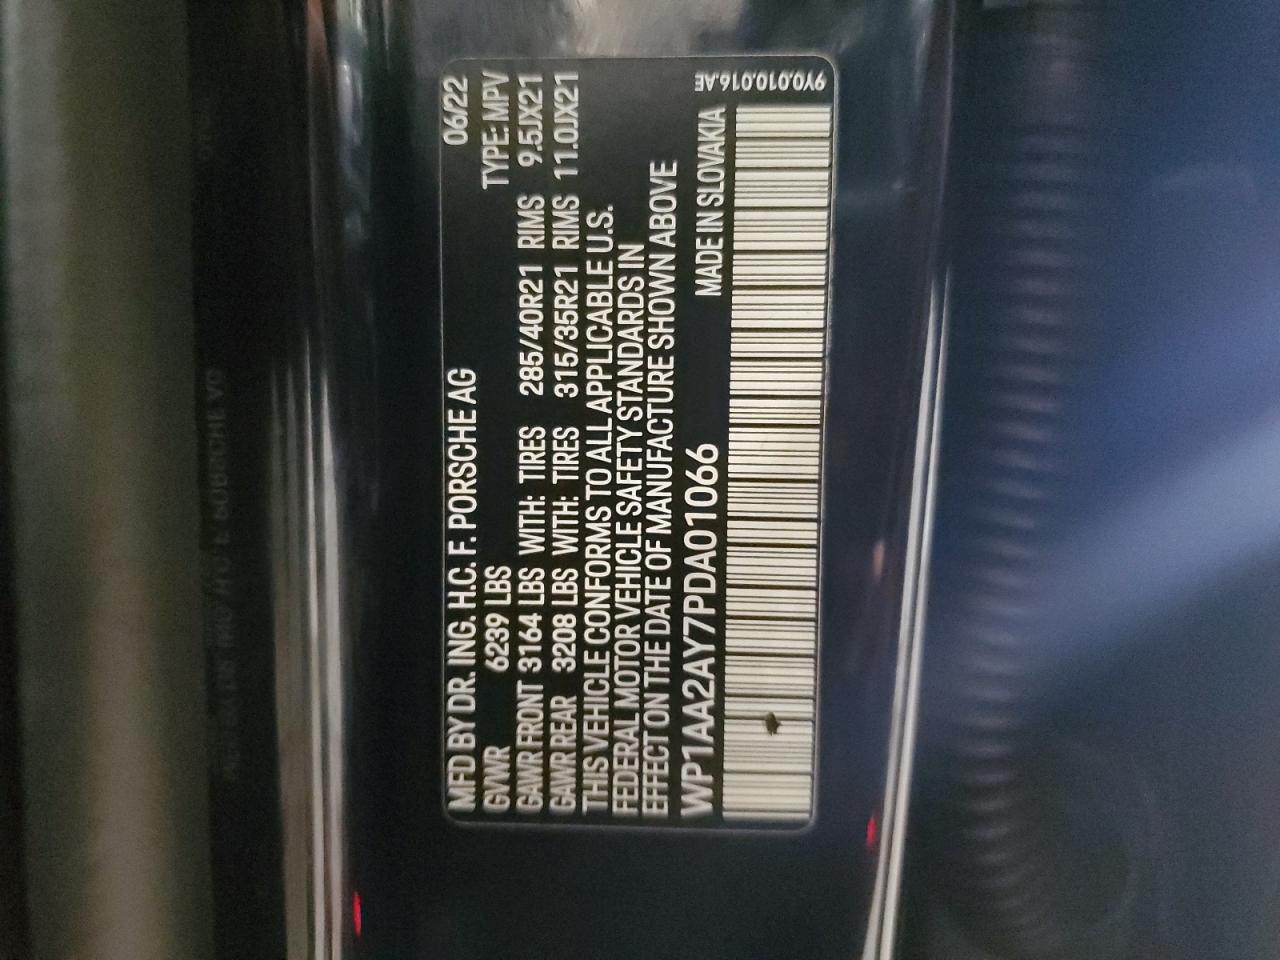 MFD BY DR. ING. H.C. F. PORSCHE AG 06/22
GVWR 6239 LBS TYPE: MPV
GAWR FRONT 3164 LBS WITH: TIRES 285/40R21 RIMS 9.5JX21
GAWR REAR 3208 LBS WITH: TIRES 315/35R21 RIMS 11.0JX21
THIS VEHICLE CONFORMS TO ALL APPLICABLE U.S.
FEDERAL MOTOR VEHICLE SAFETY STANDARDS IN
EFFECT ON THE DATE OF MANUFACTURE SHOWN ABOVE
WP1AA2AY7PDA01066 MADE IN SLOVAKIA
9Y0.010.016.AE